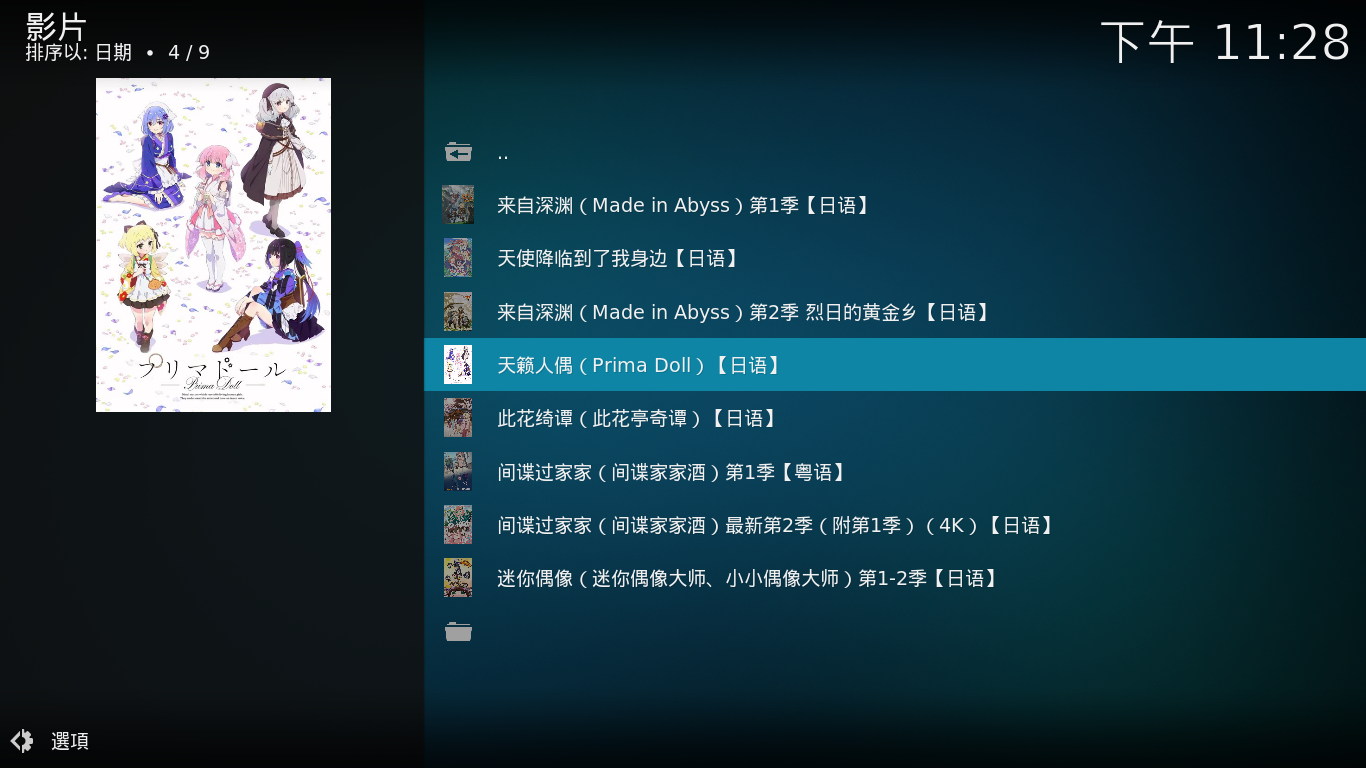 影片
排序以: 日期 • 4 / 9
下午 11:28
プリマドール
Prima Doll
..
来自深渊（Made in Abyss）第1季【日语】
天使降临到了我身边【日语】
来自深渊（Made in Abyss）第2季 烈日的黄金乡【日语】
天籁人偶（Prima Doll）【日语】
此花绮谭（此花亭奇谭）【日语】
间谍过家家（间谍家家酒）第1季【粤语】
间谍过家家（间谍家家酒）最新第2季（附第1季）（4K）【日语】
迷你偶像（迷你偶像大师、小小偶像大师）第1-2季【日语】
選項